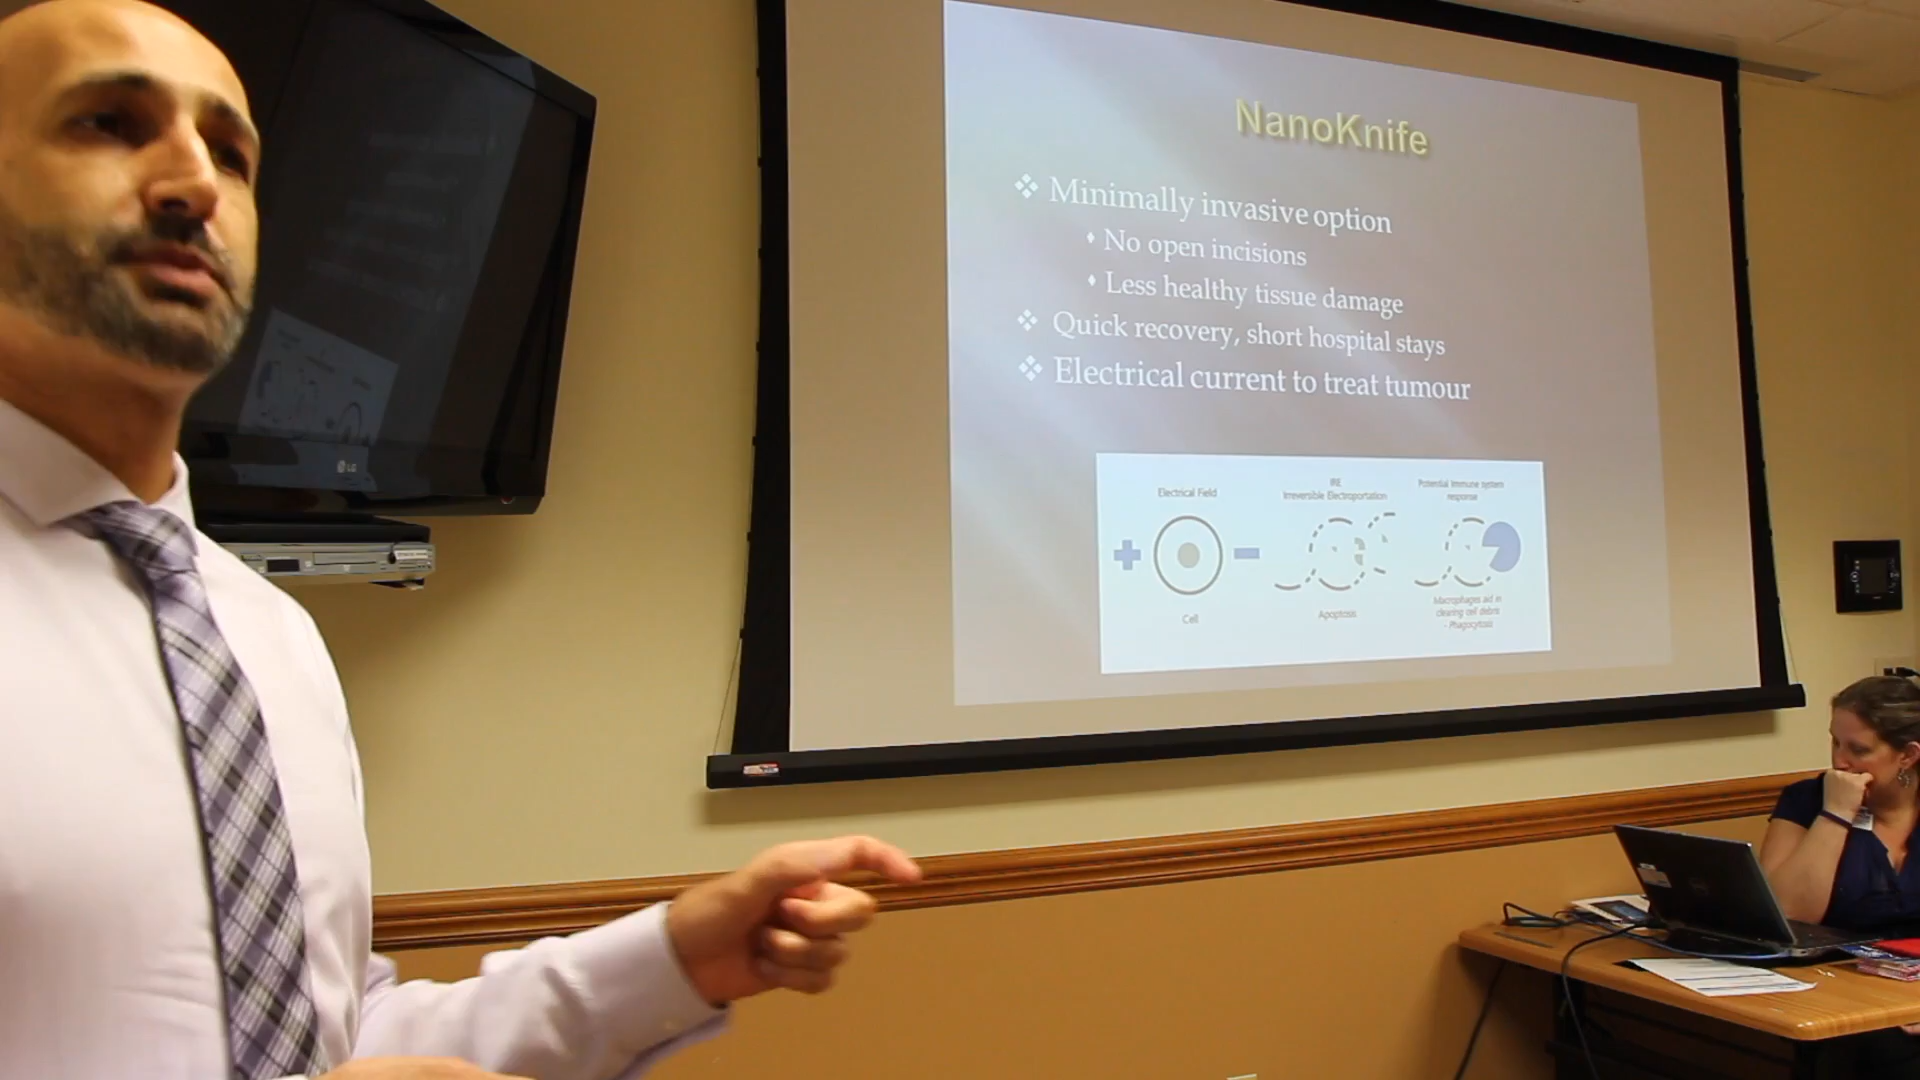 NanoKnife
Minimally invasive option
No open incisions
Less healthy tissue damage
Quick recovery, short hospital stays
Electrical current to treat tumour
Electrical Field
Cell
IRE
Irreversible Electroportation
Apoptosis
Potential Immune system
response
Macrophages aid in
clearing cell debris
- Phagocytosis
LG